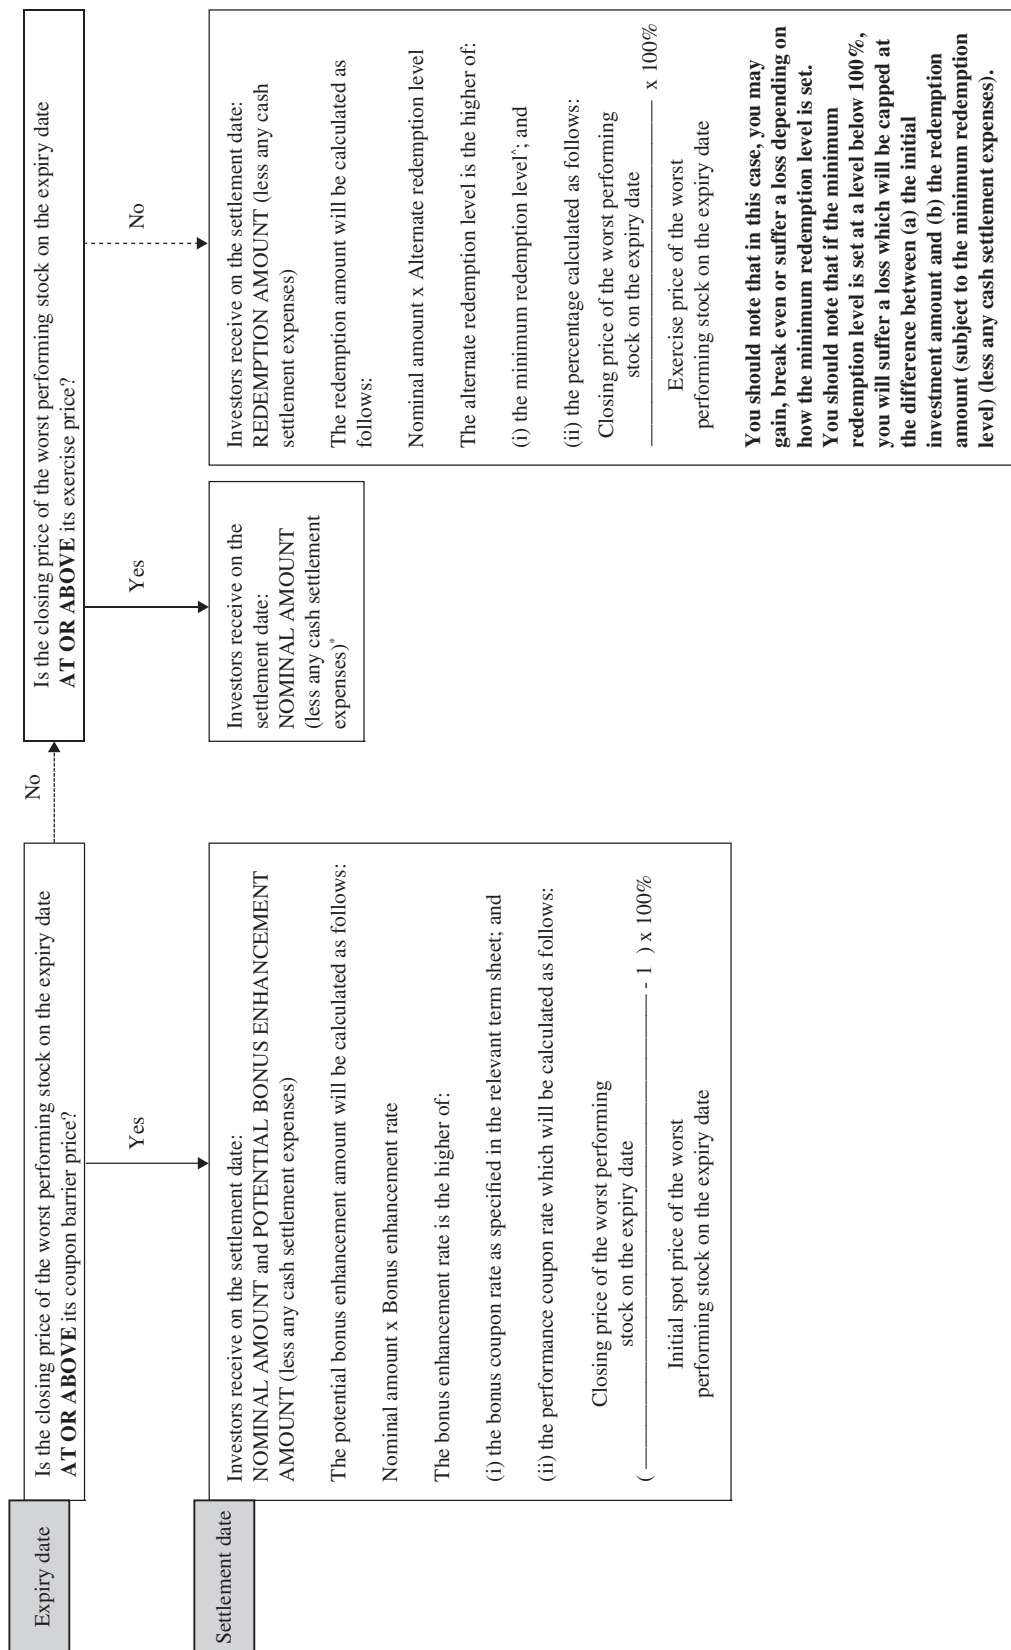 Expiry date
Is the closing price of the worst performing stock on the expiry date
AT OR ABOVE its coupon barrier price?
No
Is the closing price of the worst performing stock on the expiry date
AT OR ABOVE its exercise price?
Yes
Yes
No
Settlement date
Investors receive on the settlement date:
NOMINAL AMOUNT and POTENTIAL BONUS ENHANCEMENT
AMOUNT (less any cash settlement expenses)
The potential bonus enhancement amount will be calculated as follows:
Nominal amount x Bonus enhancement rate
The bonus enhancement rate is the higher of:
(i) the bonus coupon rate as specified in the relevant term sheet; and
(ii) the performance coupon rate which will be calculated as follows:
Closing price of the worst performing
stock on the expiry date
( - 1 ) x 100%
Initial spot price of the worst
performing stock on the expiry date
Investors receive on the
settlement date:
NOMINAL AMOUNT
(less any cash settlement
expenses)*
Investors receive on the settlement date:
REDEMPTION AMOUNT (less any cash
settlement expenses)
The redemption amount will be calculated as
follows:
Nominal amount x Alternate redemption level
The alternate redemption level is the higher of:
(i) the minimum redemption level^; and
(ii) the percentage calculated as follows:
Closing price of the worst performing
stock on the expiry date
x 100%
Exercise price of the worst
performing stock on the expiry date
You should note that in this case, you may
gain, break even or suffer a loss depending on
how the minimum redemption level is set.
You should note that if the minimum
redemption level is set at a level below 100%,
you will suffer a loss which will be capped at
the difference between (a) the initial
investment amount and (b) the redemption
amount (subject to the minimum redemption
level) (less any cash settlement expenses).